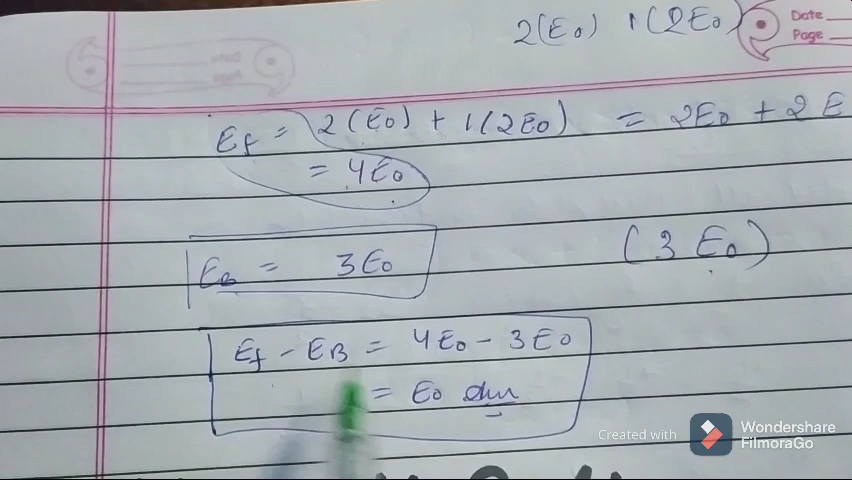 2(E0) 1(2E0)
Date
Page
Ef = 2(E0) + 1(2E0) = 2E0 + 2E
= 4E0
EB = 3E0 (3E0)
Ef - EB = 4E0 - 3E0
= E0
Created with Wondershare FilmoraGo